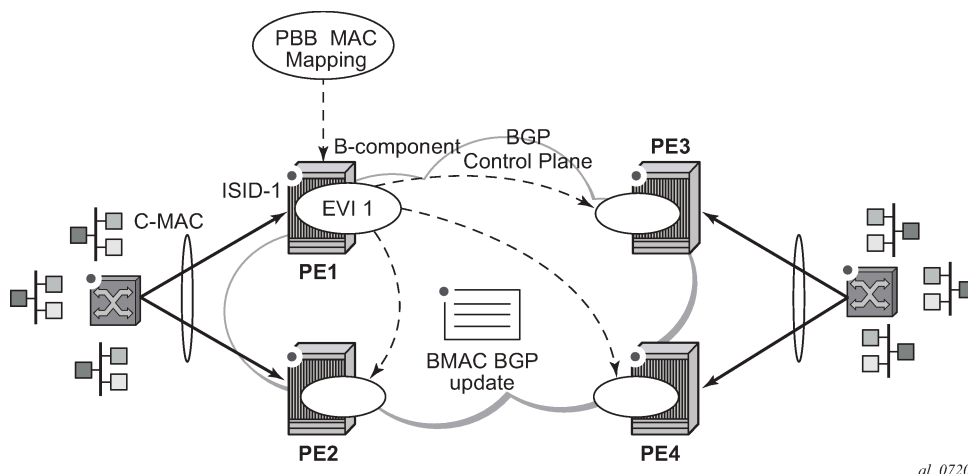 PBB MAC
Mapping
B-component
BGP
Control Plane
PE3
ISID-1
EVI 1
C-MAC
PE1
BMAC BGP
update
PE2
PE4
al_0720